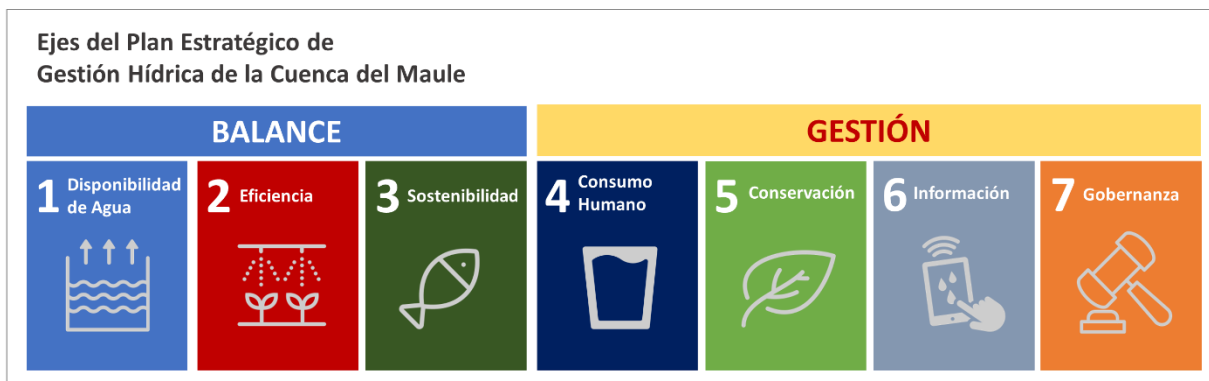 Ejes del Plan Estratégico de
Gestión Hídrica de la Cuenca del Maule
BALANCE
GESTIÓN
1 Disponibilidad
de Agua
2 Eficiencia
3 Sostenibilidad
4 Consumo
Humano
5 Conservación
6 Información
7 Gobernanza